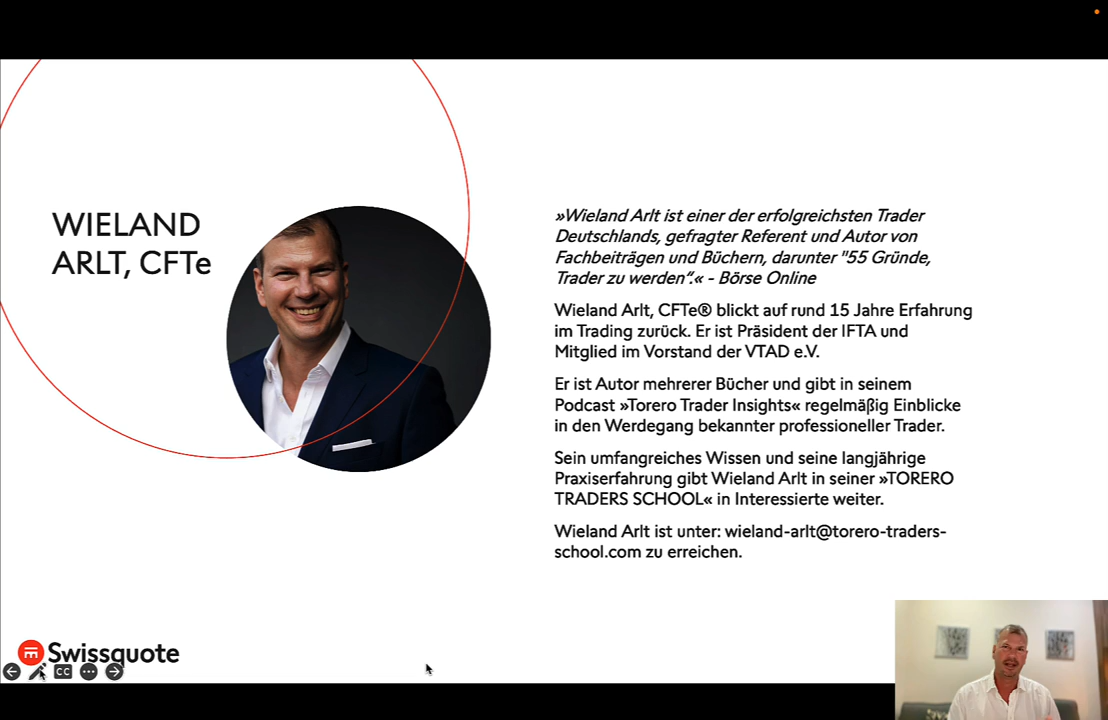 WIELAND
ARLT, CFTe
»Wieland Arlt ist einer der erfolgreichsten Trader
Deutschlands, gefragter Referent und Autor von
Fachbeiträgen und Büchern, darunter "55 Gründe,
Trader zu werden“.« - Börse Online
Wieland Arlt, CFTe® blickt auf rund 15 Jahre Erfahrung
im Trading zurück. Er ist Präsident der IFTA und
Mitglied im Vorstand der VTAD e.V.
Er ist Autor mehrerer Bücher und gibt in seinem
Podcast »Torero Trader Insights« regelmäßig Einblicke
in den Werdegang bekannter professioneller Trader.
Sein umfangreiches Wissen und seine langjährige
Praxiserfahrung gibt Wieland Arlt in seiner »TORERO
TRADERS SCHOOL« in Interessierte weiter.
Wieland Arlt ist unter: wieland-arlt@torero-traders-
school.com zu erreichen.
Swissquote
CC